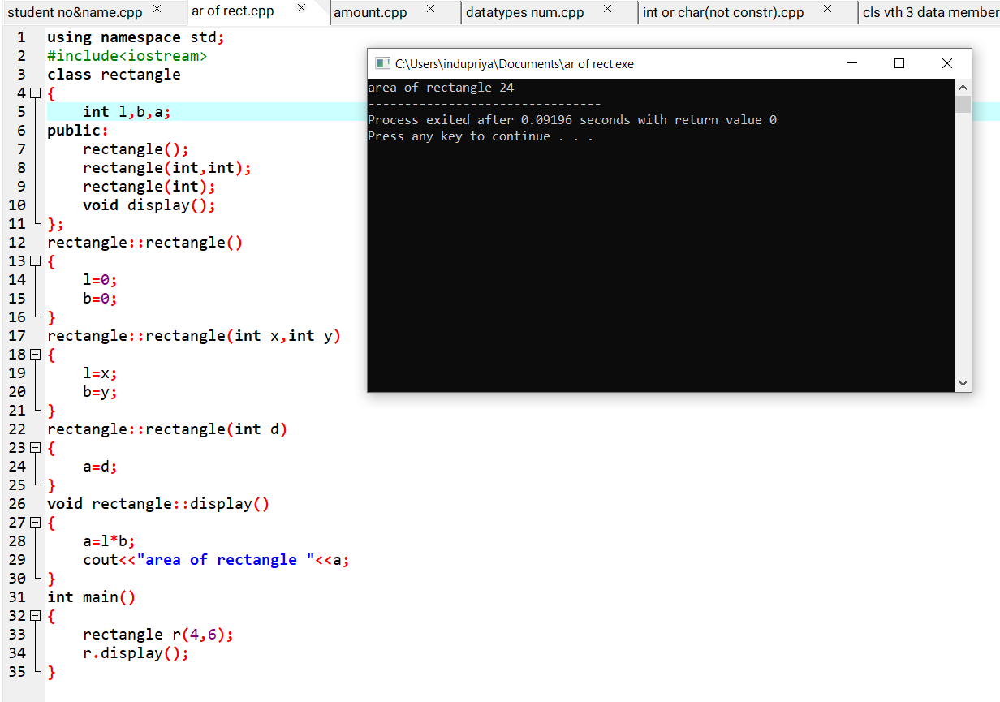 student no&name.cpp × ar of rect.cpp × amount.cpp × datatypes num.cpp × int or char(not constr).cpp × cls vth 3 data member
1 using namespace std;
2 #include<iostream>
3 class rectangle
4 {
5 int l,b,a;
6 public:
7 rectangle();
8 rectangle(int,int);
9 rectangle(int);
10 void display();
11 };
12 rectangle::rectangle()
13 {
14 l=0;
15 b=0;
16 }
17 rectangle::rectangle(int x,int y)
18 {
19 l=x;
20 b=y;
21 }
22 rectangle::rectangle(int d)
23 {
24 a=d;
25 }
26 void rectangle::display()
27 {
28 a=l*b;
29 cout<<"area of rectangle "<<a;
30 }
31 int main()
32 {
33 rectangle r(4,6);
34 r.display();
35 }
C:\Users\indupriya\Documents\ar of rect.exe
area of rectangle 24
--------------------------------
Process exited after 0.09196 seconds with return value 0
Press any key to continue . . .